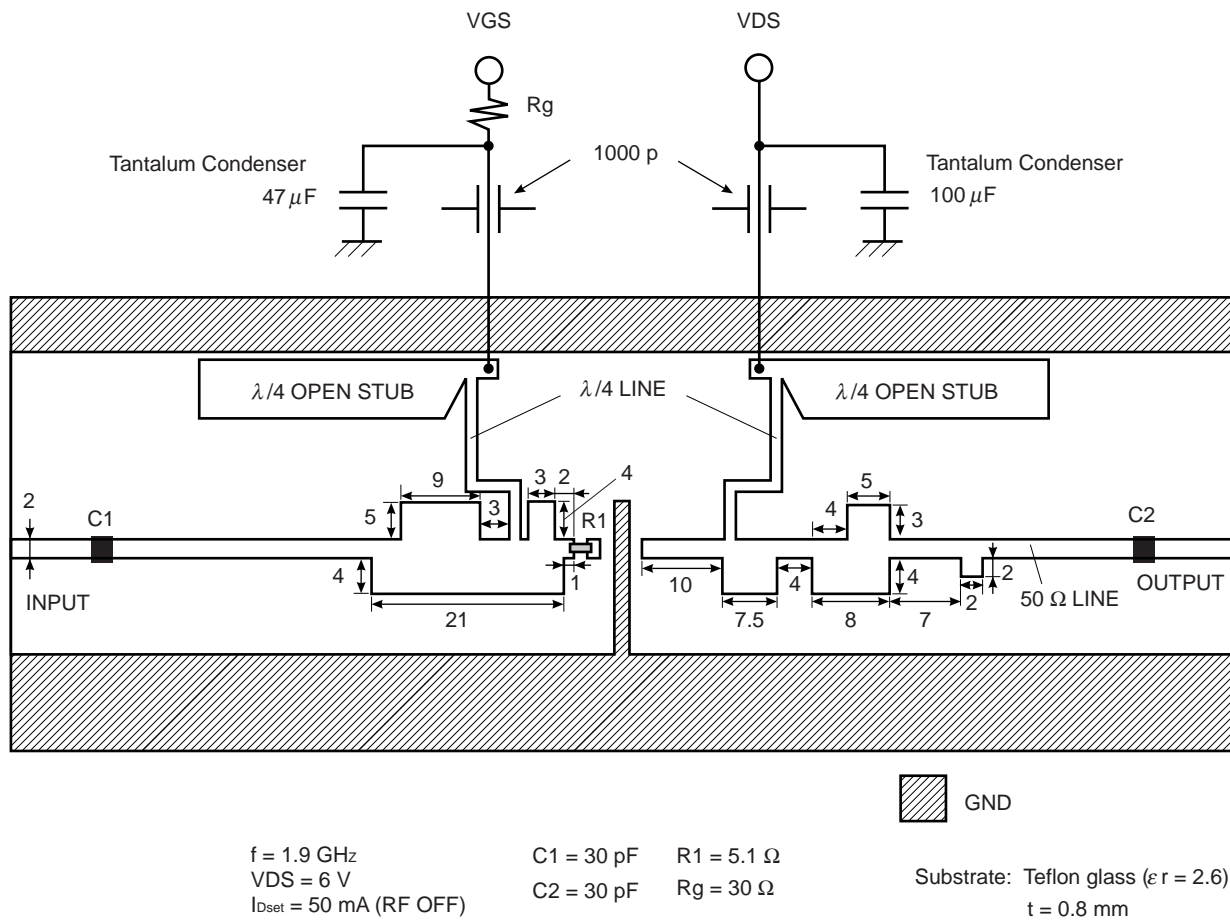 VGS
VDS
Rg
1000 p
Tantalum Condenser
47 μF
Tantalum Condenser
100 μF
λ/4 OPEN STUB
λ/4 LINE
λ/4 OPEN STUB
9
3
2
4
5
2
C1
5
3
R1
4
3
C2
4
1
10
4
4
2
INPUT
21
7.5
8
7
2
50 Ω LINE
OUTPUT
GND
f = 1.9 GHz
VDS = 6 V
IDset = 50 mA (RF OFF)
C1 = 30 pF
R1 = 5.1 Ω
C2 = 30 pF
Rg = 30 Ω
Substrate: Teflon glass (εr = 2.6)
t = 0.8 mm